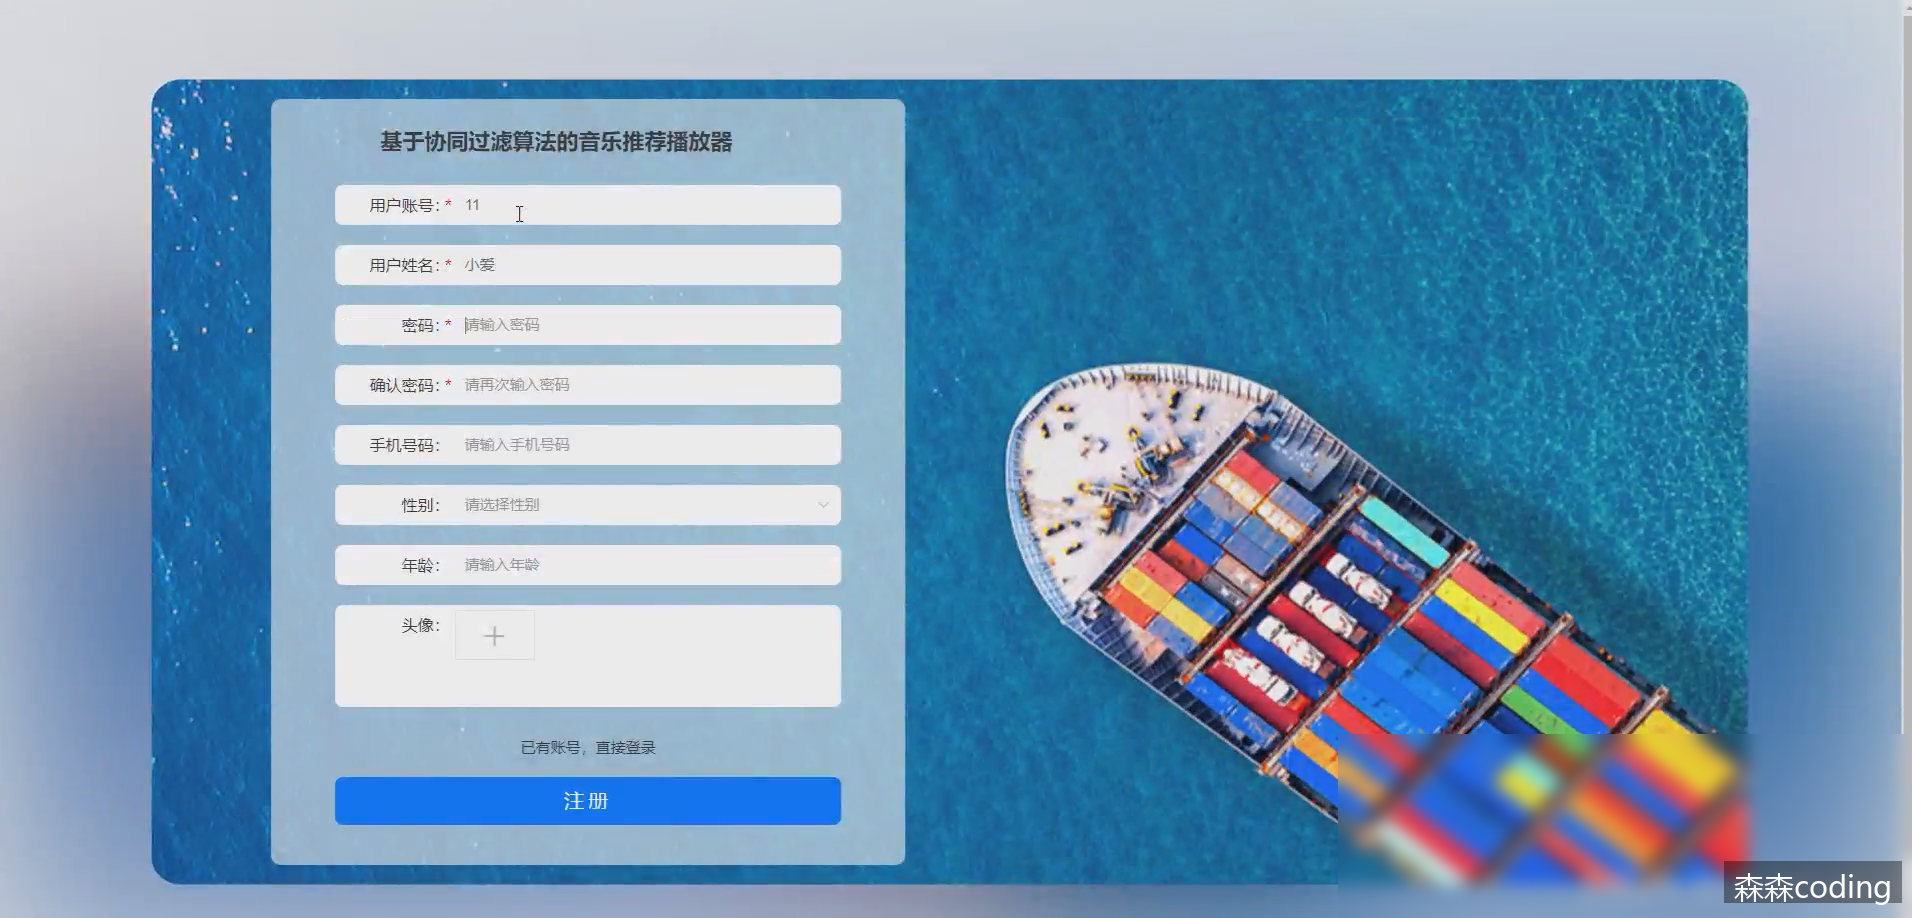 基于协同过滤算法的音乐推荐播放器
用户账号：* 11
用户姓名：* 小爱
密码：* 请输入密码
确认密码：* 请再次输入密码
手机号码： 请输入手机号码
性别： 请选择性别
年龄： 请输入年龄
头像：
已有账号，直接登录
注册
森森coding